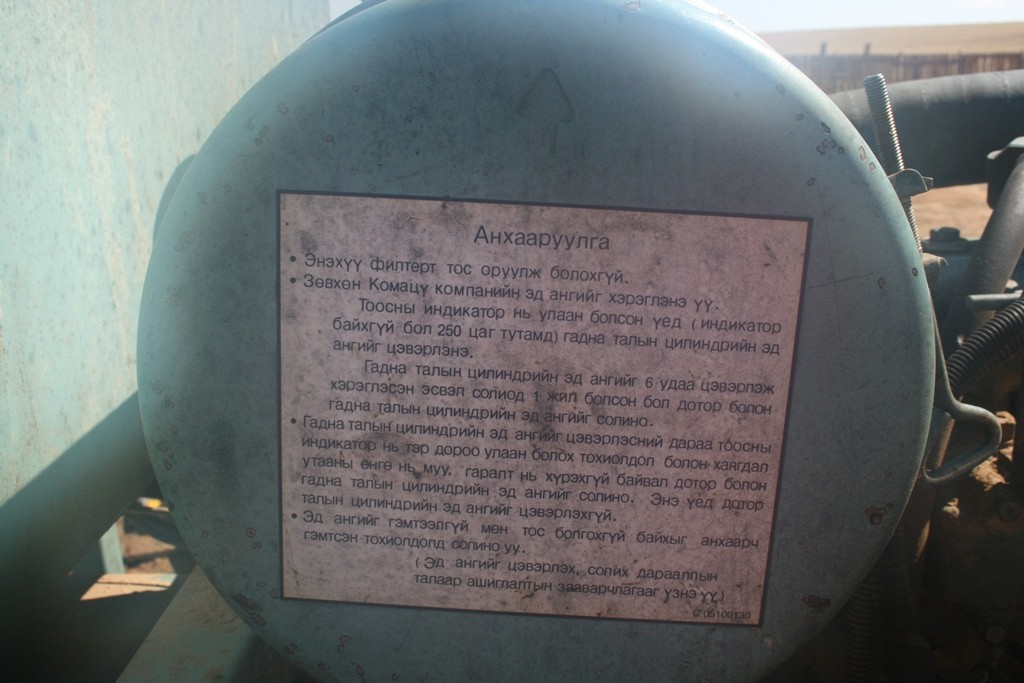 Анхааруулга
• Энэхүү филтерт тос оруулж болохгүй.
• Зөвхөн Комацу компанийн эд ангийг хэрэглэнэ үү.
Тоосны индикатор нь улаан болсон үед (индикатор
байхгүй бол 250 цаг тутамд) гадна талын цилиндрийн эд
ангийг цэвэрлэнэ.
Гадна талын цилиндрийн эд ангийг 6 удаа цэвэрлэж
хэрэглэсэн эсвэл солиод 1 жил болсон бол дотор болон
гадна талын цилиндрийн эд ангийг солино.
• Гадна талын цилиндрийн эд ангийг цэвэрлэсний дараа тоосны
индикатор нь тэр дороо улаан болох тохиолдол болон хаягдал
утааны өнгө нь муу, гаралт нь хүрэхгүй байвал дотор болон
гадна талын цилиндрийн эд ангийг солино. Энэ үед дотор
талын цилиндрийн эд ангийг цэвэрлэхгүй.
• Эд ангийг гэмтээлгүй мөн тос болгохгүй байхыг анхаарч
гэмтсэн тохиолдолд солино уу.
(Эд ангийг цэвэрлэх, солих дарааллын
талаар ашиглалтын зааварчлагааг үзнэ үү.)
05100130